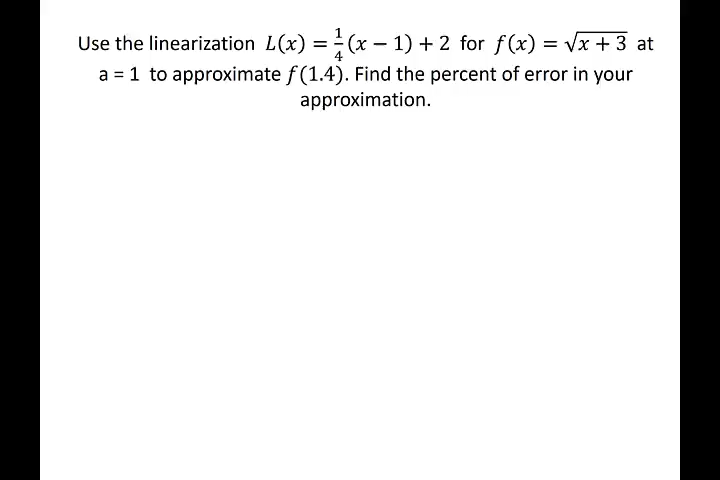 Use the linearization L(x) = 1/4(x − 1) + 2 for f(x) = √(x + 3) at
a = 1 to approximate f(1.4). Find the percent of error in your
approximation.